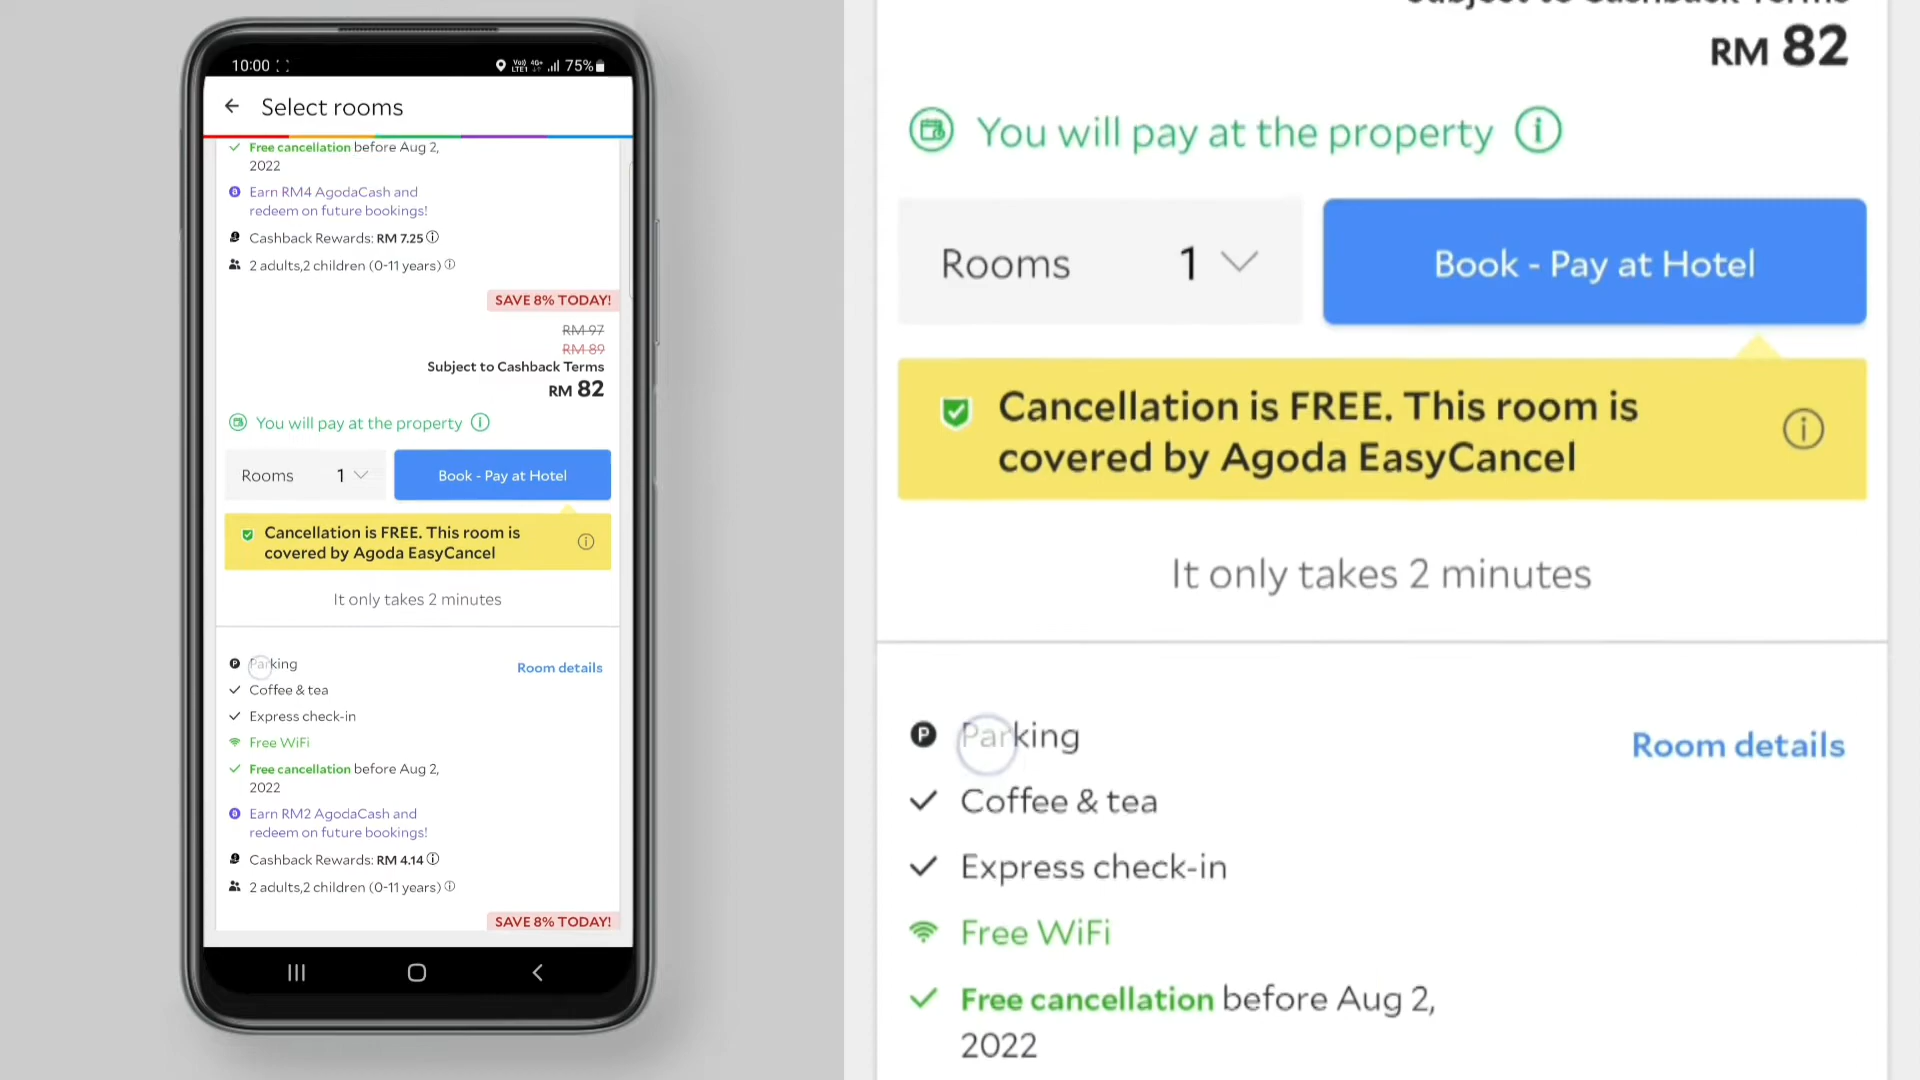 10:00
75%
Select rooms
Free cancellation before Aug 2,
2022
Earn RM4 AgodaCash and
redeem on future bookings!
Cashback Rewards: RM 7.25
2 adults,2 children (0-11 years)
SAVE 8% TODAY!
RM 97
RM 89
Subject to Cashback Terms
RM 82
You will pay at the property
Rooms 1
Book - Pay at Hotel
Cancellation is FREE. This room is
covered by Agoda EasyCancel
It only takes 2 minutes
Parking
Room details
Coffee & tea
Express check-in
Free WiFi
Free cancellation before Aug 2,
2022
Earn RM2 AgodaCash and
redeem on future bookings!
Cashback Rewards: RM 4.14
2 adults,2 children (0-11 years)
SAVE 8% TODAY!
Subject to Cashback Terms
RM 82
You will pay at the property
Rooms 1
Book - Pay at Hotel
Cancellation is FREE. This room is
covered by Agoda EasyCancel
It only takes 2 minutes
Parking
Room details
Coffee & tea
Express check-in
Free WiFi
Free cancellation before Aug 2,
2022